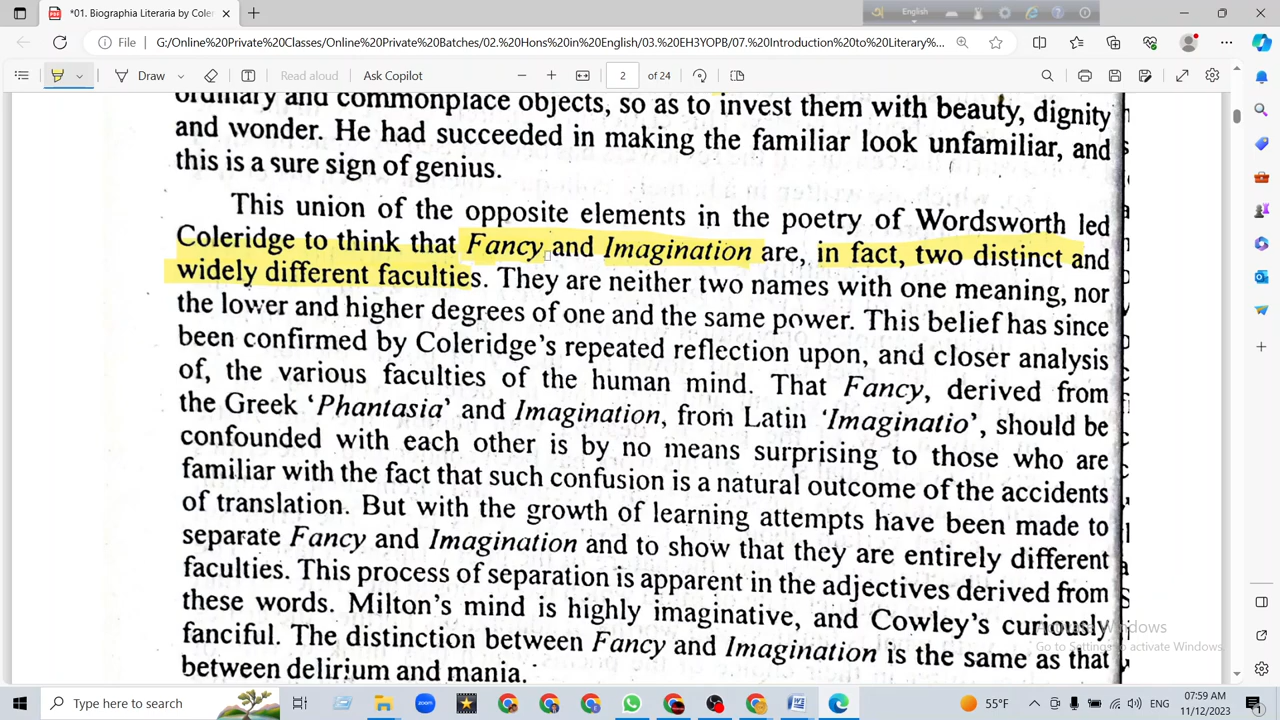 *01. Biographia Literaria by Coler
English
File
G:/Online%20Private%20Classes/Online%20Private%20Batches/02.%20Hons%20in%20English/03.%20EH3YOPB/07.%20Introduction%20to%20Literary%...
Draw
Read aloud
Ask Copilot
2 of 24
ordinary and commonplace objects, so as to invest them with beauty, dignity
and wonder. He had succeeded in making the familiar look unfamiliar, and
this is a sure sign of genius.
This union of the opposite elements in the poetry of Wordsworth led
Coleridge to think that Fancy and Imagination are, in fact, two distinct and
widely different faculties. They are neither two names with one meaning, nor
the lower and higher degrees of one and the same power. This belief has since
been confirmed by Coleridge's repeated reflection upon, and closer analysis
of, the various faculties of the human mind. That Fancy, derived from
the Greek 'Phantasia' and Imagination, from Latin 'Imaginatio', should be
confounded with each other is by no means surprising to those who are
familiar with the fact that such confusion is a natural outcome of the accidents
of translation. But with the growth of learning attempts have been made to
separate Fancy and Imagination and to show that they are entirely different
faculties. This process of separation is apparent in the adjectives derived from
these words. Milton's mind is highly imaginative, and Cowley's curiously
fanciful. The distinction between Fancy and Imagination is the same as that
between delirium and mania.
Activate Windows
Go to Settings to activate Windows.
Type here to search
zoom
55°F
ENG
07:59 AM
11/12/2023